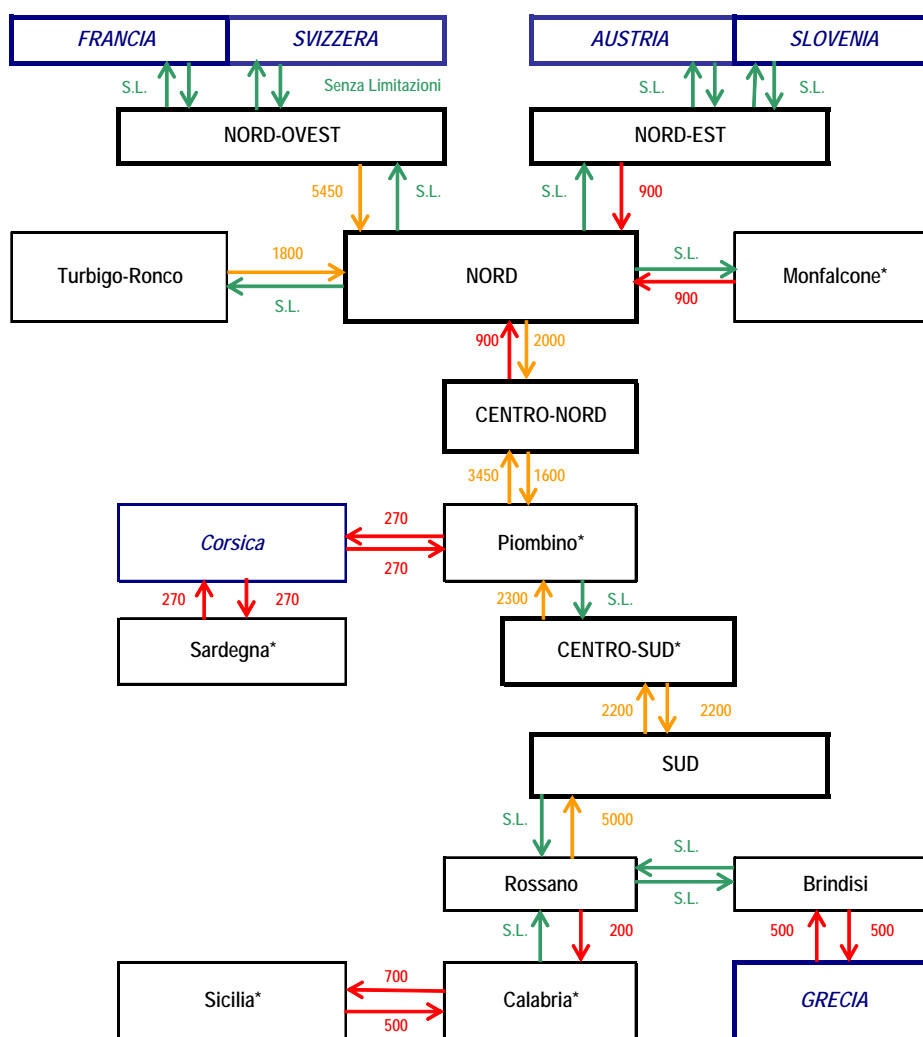 FRANCIA SVIZZERA AUSTRIA SLOVENIA
S.L. Senza Limitazioni S.L. S.L.
NORD-OVEST NORD-EST
5450 S.L. S.L. 900
Turbigo-Ronco 1800 S.L. NORD S.L. 900 Monfalcone*
900 2000
CENTRO-NORD
3450 1600
Corsica 270 270 Piombino*
270 270 2300 S.L.
Sardegna* CENTRO-SUD*
2200 2200
SUD
S.L. 5000
Rossano S.L. S.L. Brindisi
S.L. 200 500 500
Sicilia* 700 500 Calabria* GRECIA